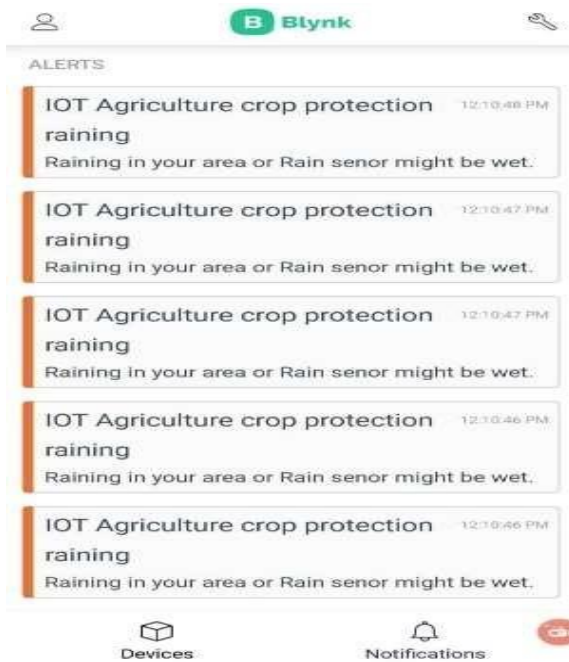 B Blynk
ALERTS
IOT Agriculture crop protection 12:10:48 PM
raining
Raining in your area or Rain senor might be wet.
IOT Agriculture crop protection 12:10:47 PM
raining
Raining in your area or Rain senor might be wet.
IOT Agriculture crop protection 12:10:47 PM
raining
Raining in your area or Rain senor might be wet.
IOT Agriculture crop protection 12:10:46 PM
raining
Raining in your area or Rain senor might be wet.
IOT Agriculture crop protection 12:10:46 PM
raining
Raining in your area or Rain senor might be wet.
Devices Notifications